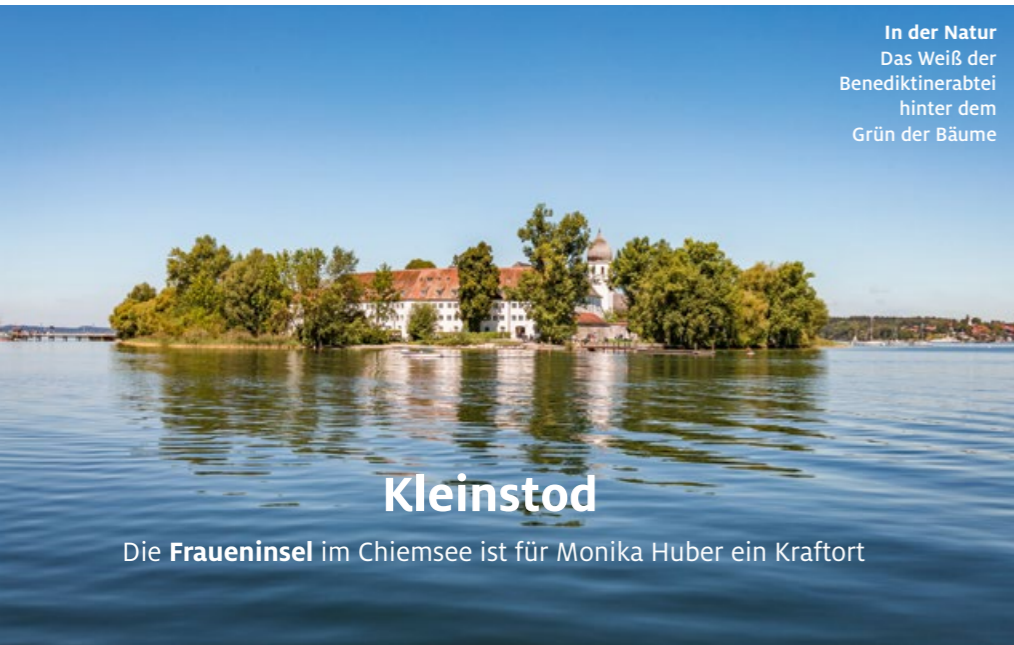 In der Natur
Das Weiß der
Benediktinerabtei
hinter dem
Grün der Bäume
Kleinstod
Die Fraueninsel im Chiemsee ist für Monika Huber ein Kraftort